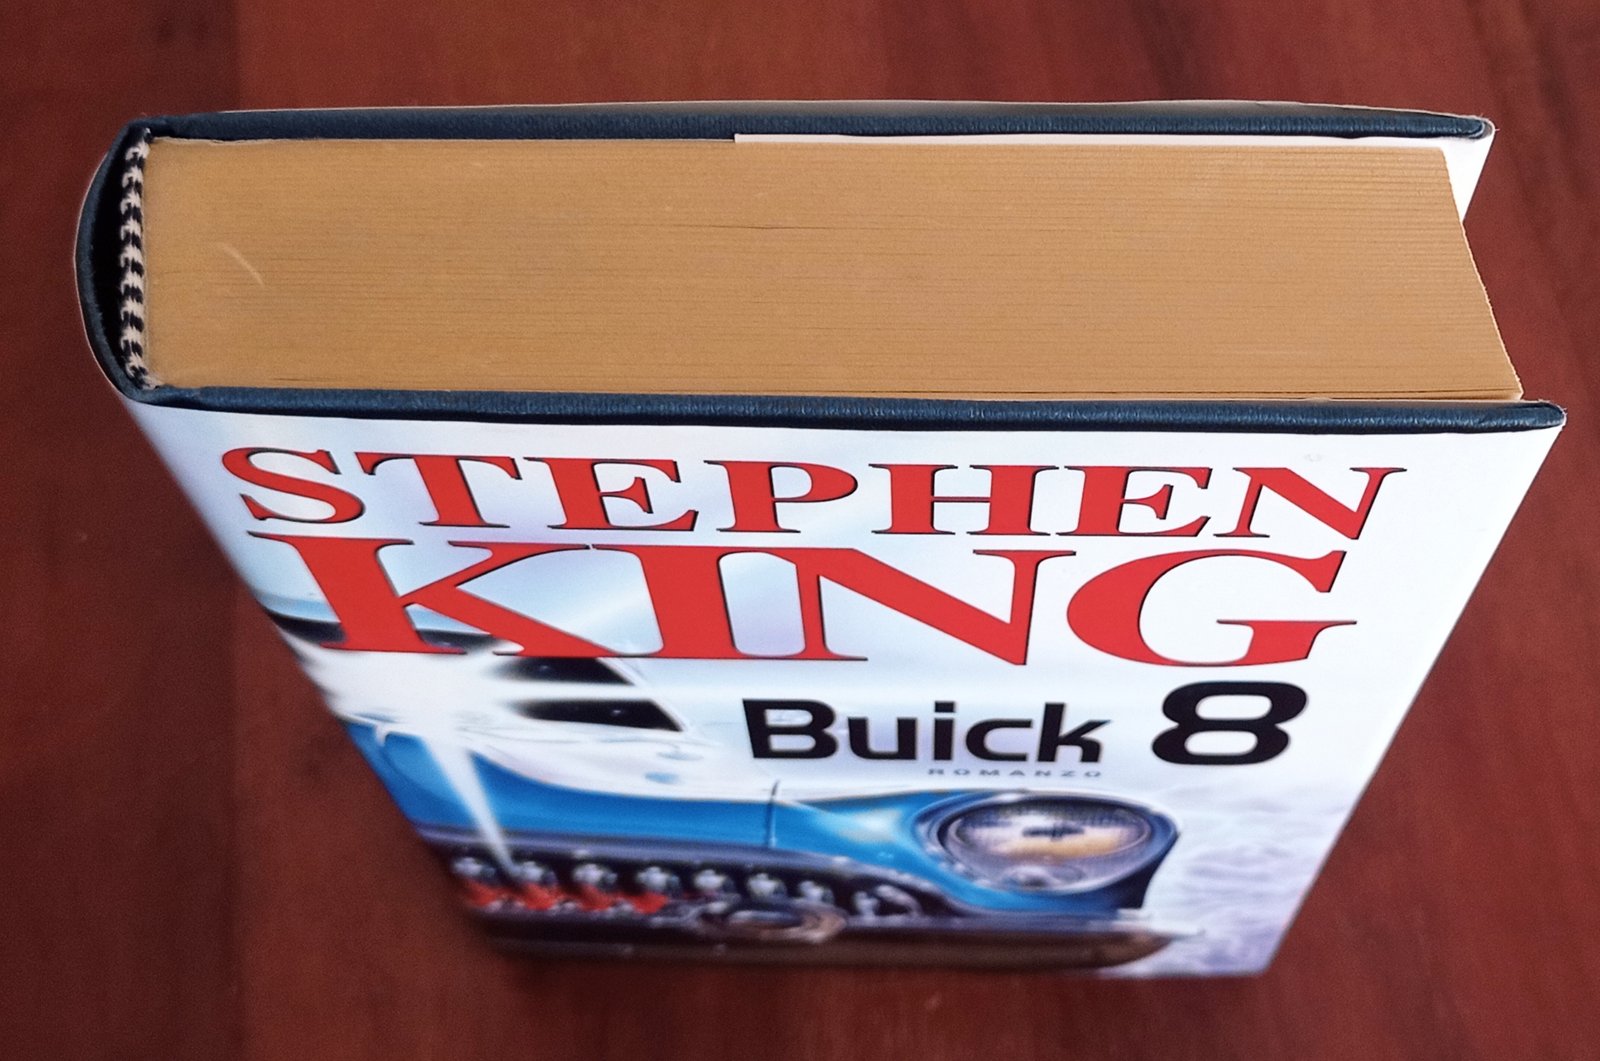 STEPHEN
KING
Buick 8
ROMANZO